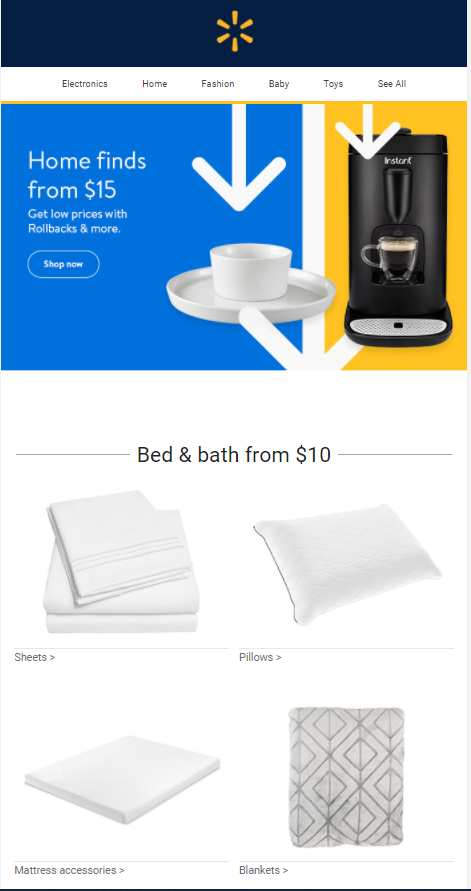 Electronics Home Fashion Baby Toys See All
Home finds
from $15
Get low prices with
Rollbacks & more.
Shop now
Instant
Bed & bath from $10
Sheets > Pillows >
Mattress accessories > Blankets >